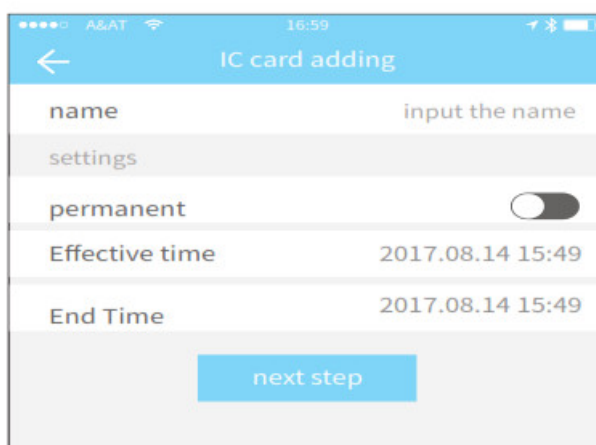 A&AT 16:59
IC card adding
name input the name
settings
permanent
Effective time 2017.08.14 15:49
End Time 2017.08.14 15:49
next step